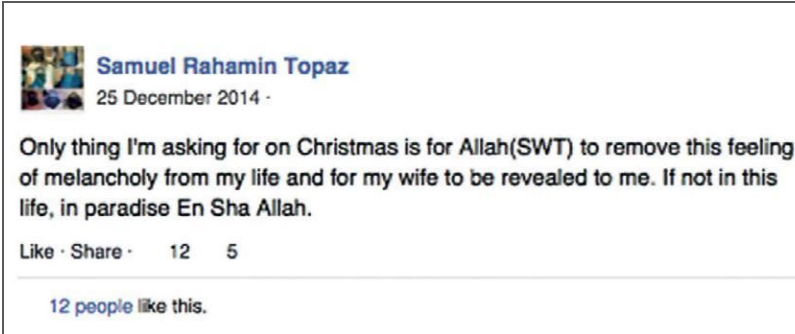 Samuel Rahamin Topaz
25 December 2014 ·
Only thing I'm asking for on Christmas is for Allah(SWT) to remove this feeling
of melancholy from my life and for my wife to be revealed to me. If not in this
life, in paradise En Sha Allah.
Like · Share · 12 5
12 people like this.